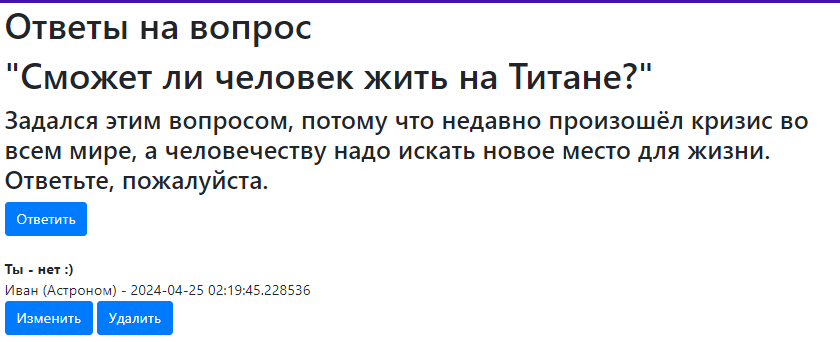 Ответы на вопрос
"Сможет ли человек жить на Титане?"
Задался этим вопросом, потому что недавно произошёл кризис во
всем мире, а человечеству надо искать новое место для жизни.
Ответьте, пожалуйста.
Ответить
Ты - нет :)
Иван (Астроном) - 2024-04-25 02:19:45.228536
Изменить Удалить